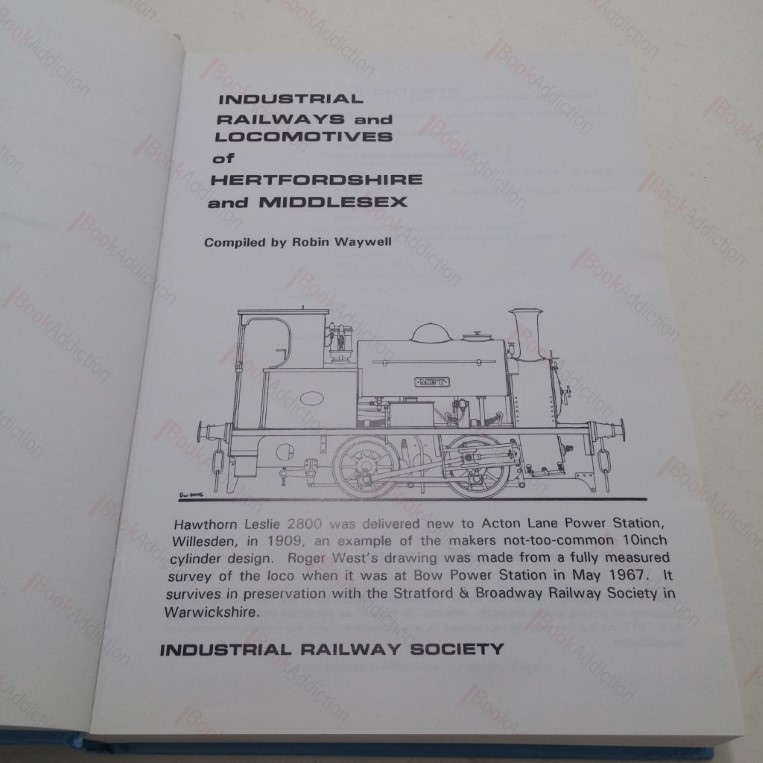 INDUSTRIAL
RAILWAYS and
LOCOMOTIVES
of
HERTFORDSHIRE
and MIDDLESEX
Compiled by Robin Waywell
Hawthorn Leslie 2800 was delivered new to Acton Lane Power Station,
Willesden, in 1909, an example of the makers not-too-common 10inch
cylinder design. Roger West's drawing was made from a fully measured
survey of the loco when it was at Bow Power Station in May 1967. It
survives in preservation with the Stratford & Broadway Railway Society in
Warwickshire.
INDUSTRIAL RAILWAY SOCIETY
BookAddiction